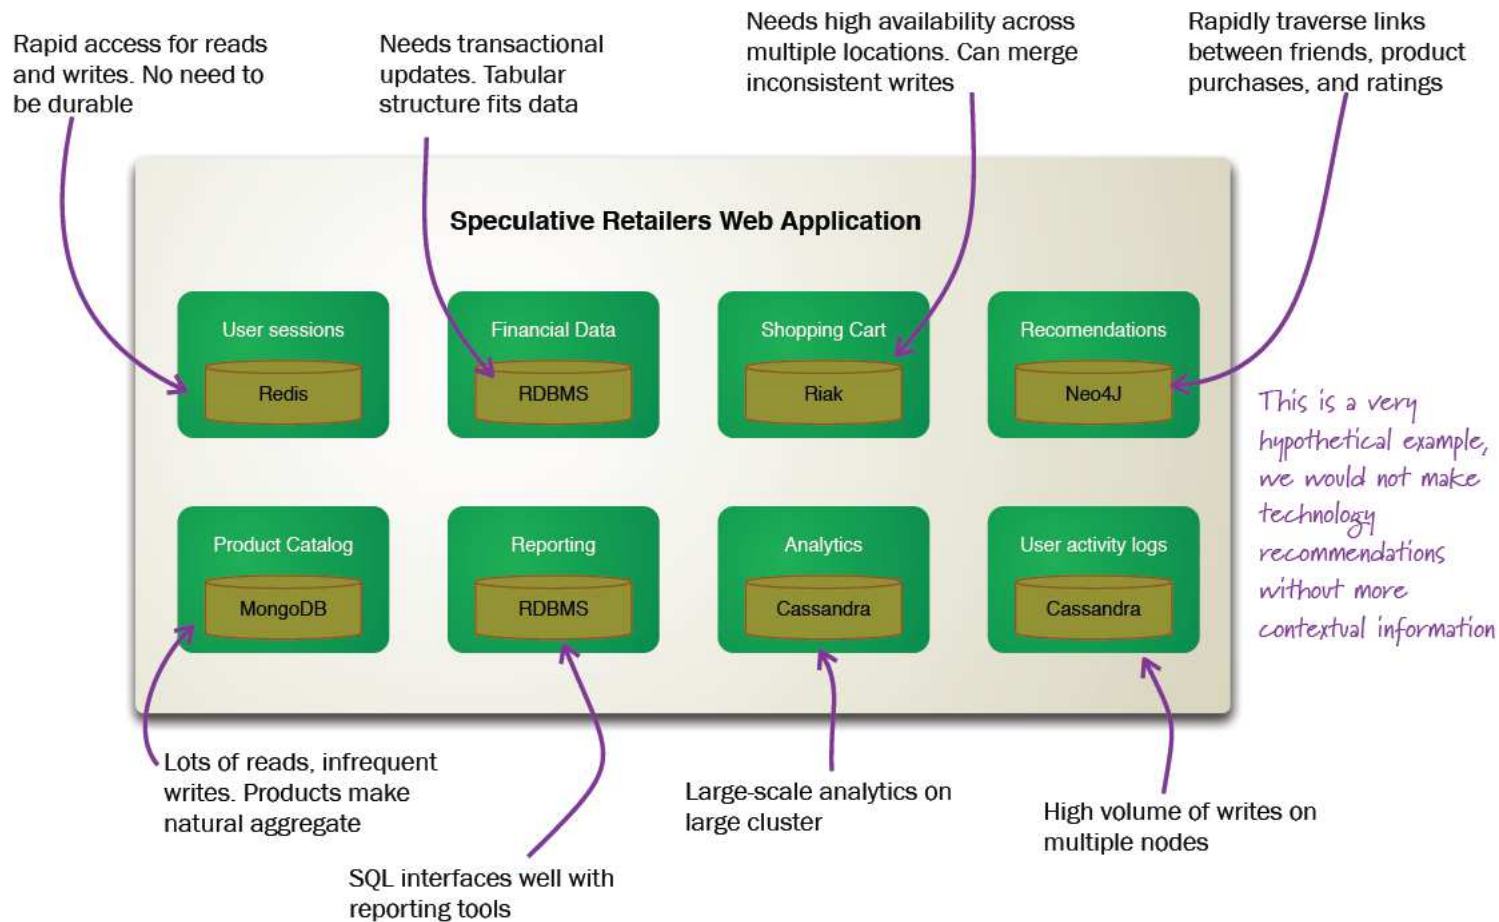 Rapid access for reads
and writes. No need to
be durable
Needs transactional
updates. Tabular
structure fits data
Needs high availability across
multiple locations. Can merge
inconsistent writes
Rapidly traverse links
between friends, product
purchases, and ratings
Speculative Retailers Web Application
User sessions
Redis
Financial Data
RDBMS
Shopping Cart
Riak
Recomendations
Neo4J
This is a very
hypothetical example,
we would not make
technology
recommendations
without more
contextual information
Product Catalog
MongoDB
Reporting
RDBMS
Analytics
Cassandra
User activity logs
Cassandra
Lots of reads, infrequent
writes. Products make
natural aggregate
SQL interfaces well with
reporting tools
Large-scale analytics on
large cluster
High volume of writes on
multiple nodes